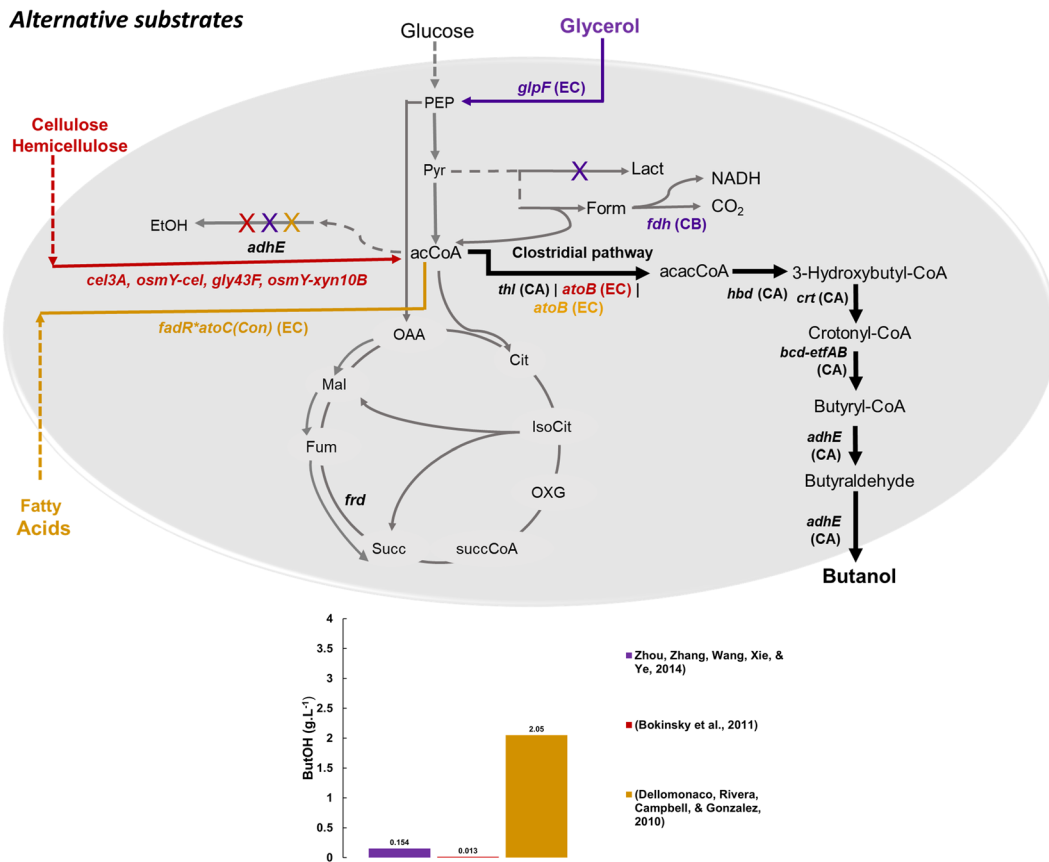 Alternative substrates
Glucose
Glycerol
glpF (EC)
PEP
Cellulose
Hemicellulose
Pyr
Lact
NADH
Form
CO2
fdh (CB)
EtOH
adhE
acCoA
Clostridial pathway
acacCoA
3-Hydroxybutyl-CoA
cel3A, osmY-cel, gly43F, osmY-xyn10B
thl (CA) | atoB (EC) |
atoB (EC)
hbd (CA)
crt (CA)
fadR*atoC(Con) (EC)
OAA
Cit
Crotonyl-CoA
bcd-etfAB
(CA)
Mal
Butyryl-CoA
IsoCit
Fum
adhE
(CA)
Butyraldehyde
OXG
frd
Fatty
Acids
adhE
(CA)
Succ
succCoA
Butanol
ButOH (g.L-1)
4
3.5
3
2.5
2
1.5
1
0.5
0
0.154
0.013
2.05
Zhou, Zhang, Wang, Xie, &
Ye, 2014)
(Bokinsky et al., 2011)
(Dellomonaco, Rivera,
Campbell, & Gonzalez,
2010)